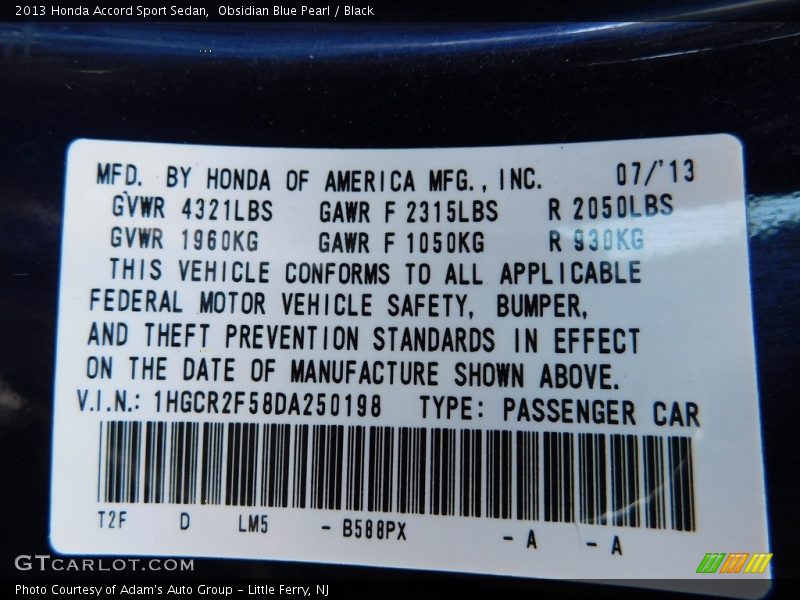 2013 Honda Accord Sport Sedan,  Obsidian Blue Pearl / Black
MFD. BY HONDA OF AMERICA MFG., INC. 07/'13
GVWR 4321LBS GAWR F 2315LBS R 2050LBS
GVWR 1960KG GAWR F 1050KG R 930KG
THIS VEHICLE CONFORMS TO ALL APPLICABLE
FEDERAL MOTOR VEHICLE SAFETY, BUMPER,
AND THEFT PREVENTION STANDARDS IN EFFECT
ON THE DATE OF MANUFACTURE SHOWN ABOVE.
V.I.N.: 1HGCR2F58DA250198 TYPE: PASSENGER CAR
T2F D LM5 - B588PX - A - A
GTCARLOT.COM
Photo Courtesy of Adam's Auto Group - Little Ferry, NJ